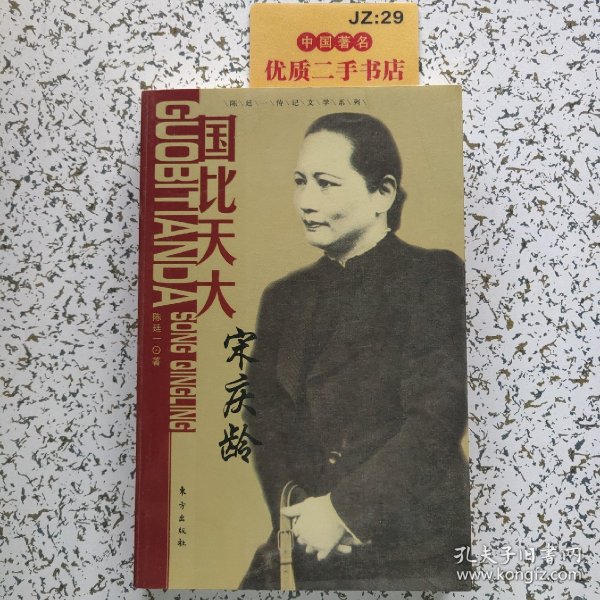 JZ:29
中国著名
优质二手书店
\陈\廷\一\传\记\文\学\系\列\
GUOBITIANDA
国比天大
SONG QINGLING
宋庆龄
陈廷一⊙著
东方出版社
孔夫子旧书网
www.kongfz.com